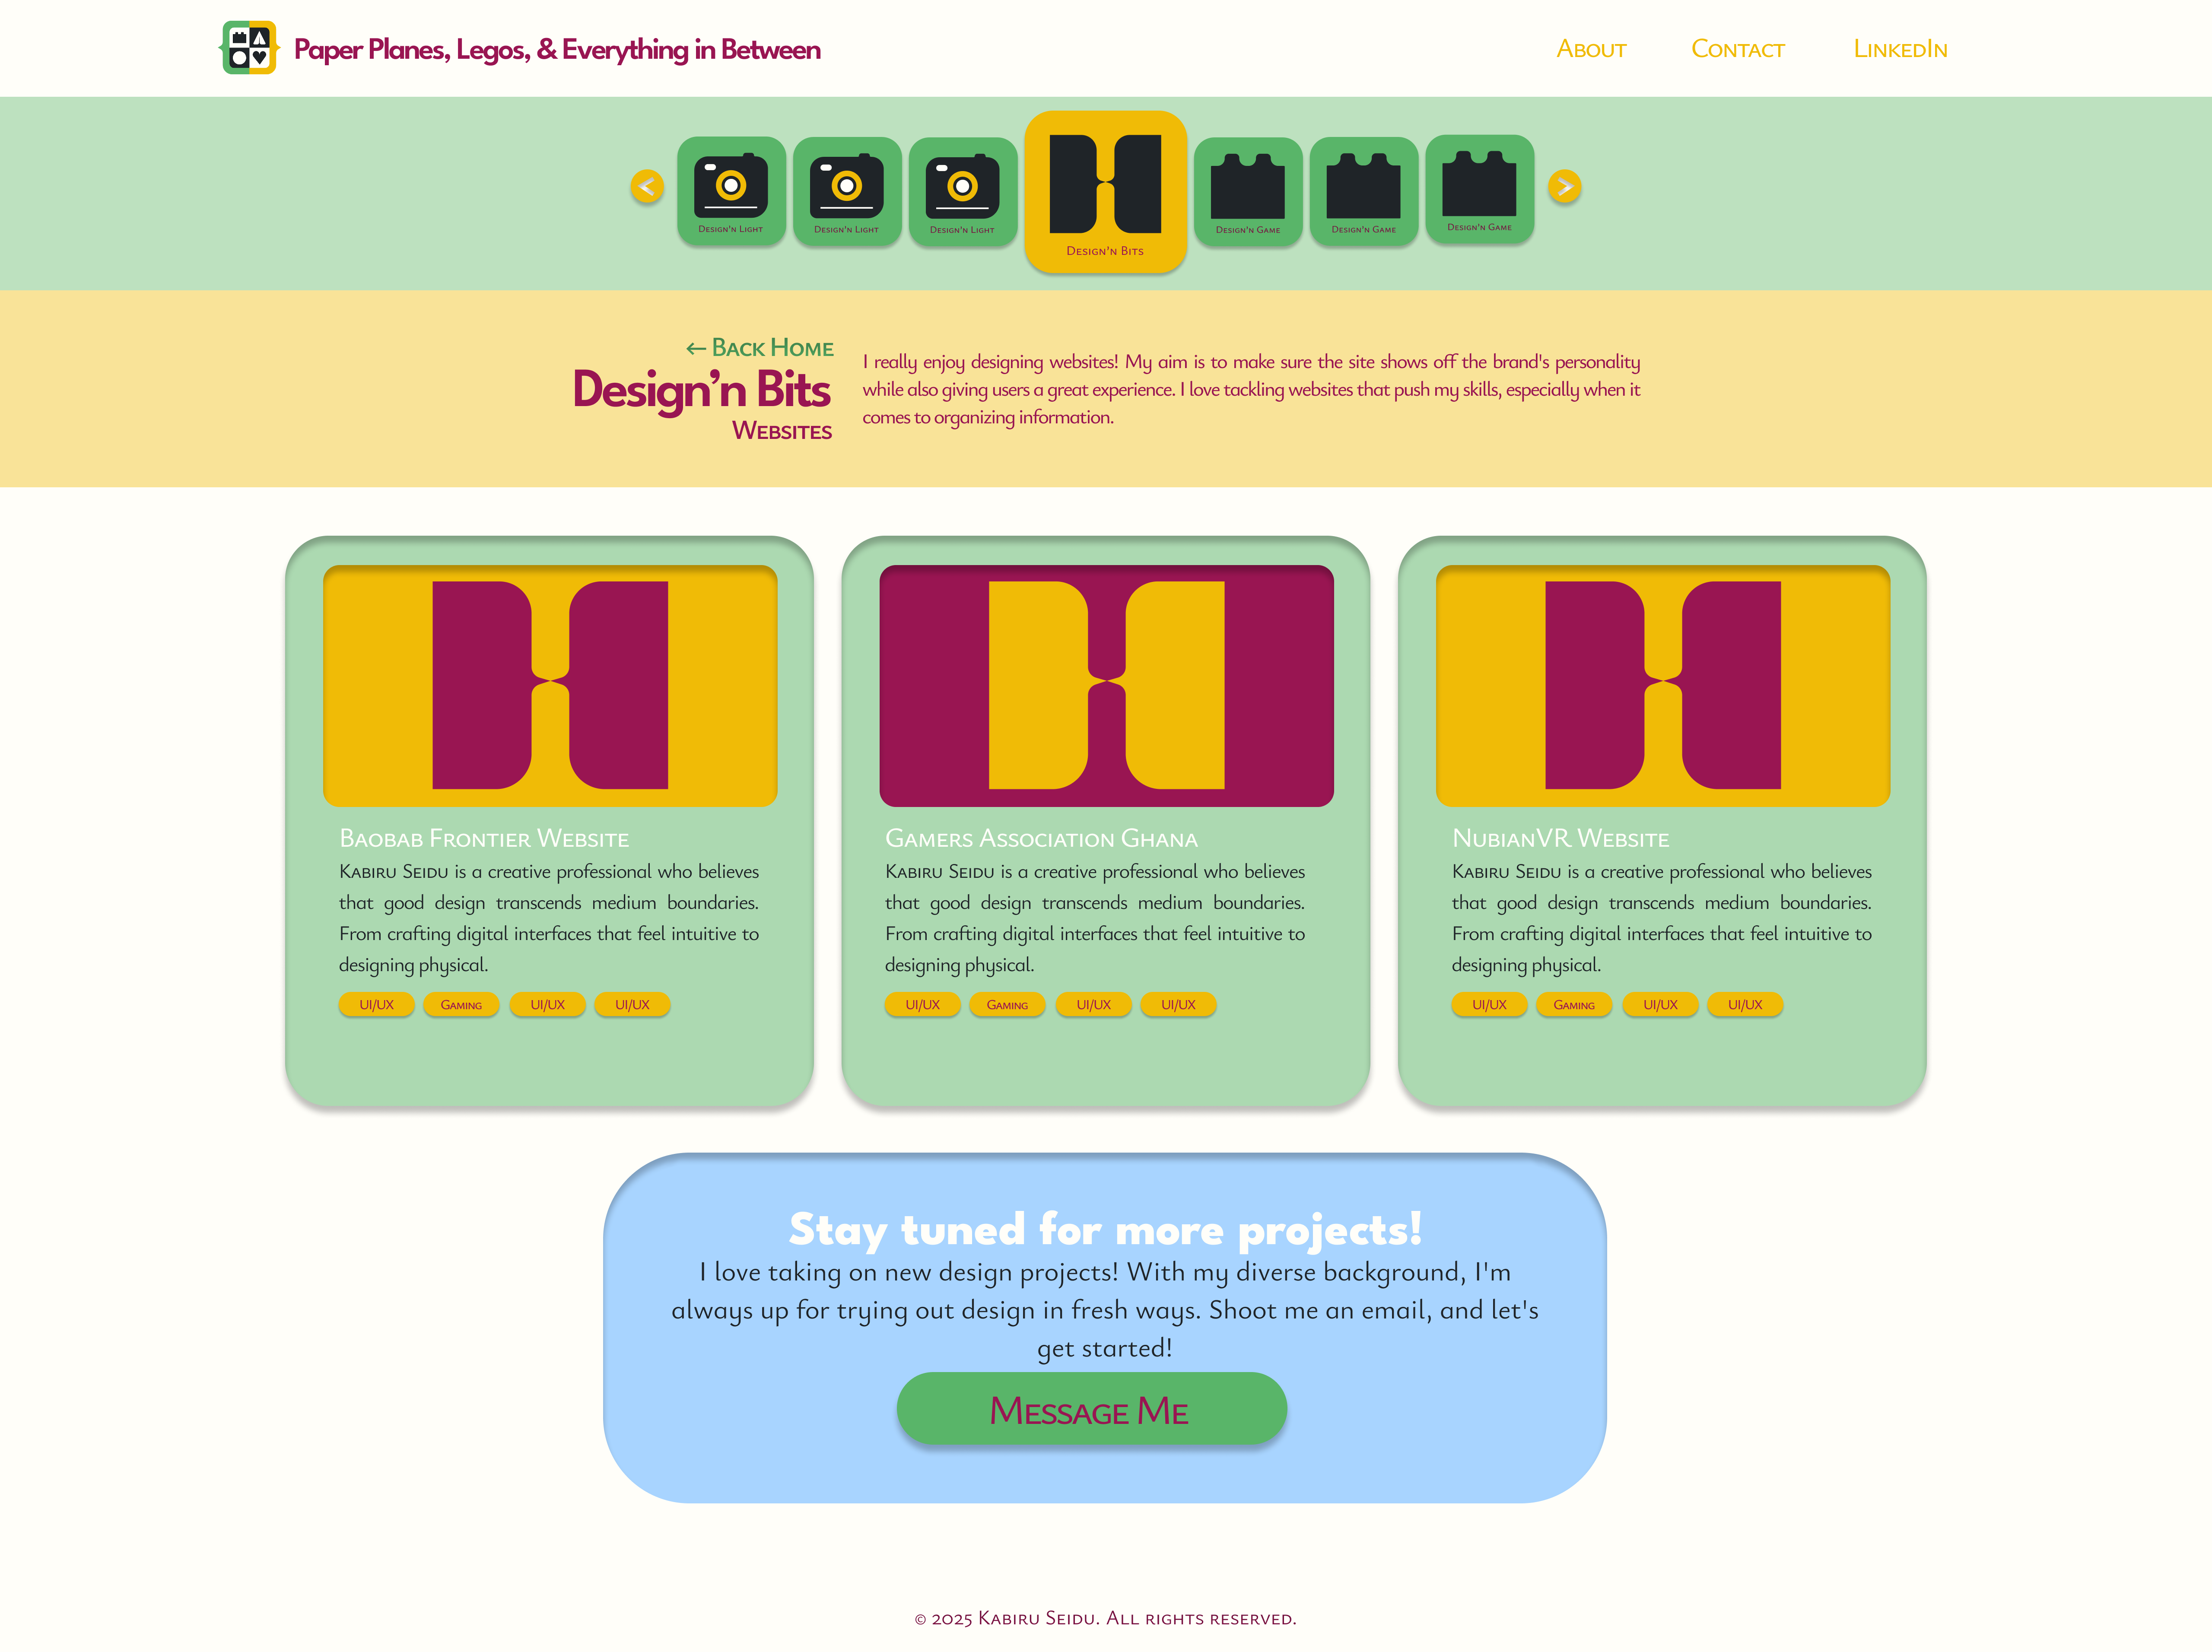 Paper Planes, Legos, & Everything in Between
About
Contact
LinkedIn
<
Design'n Light
Design'n Light
Design'n Light
Design'n Bits
Design'n Game
Design'n Game
Design'n Game
>
← Back Home
Design’n Bits
Websites
I really enjoy designing websites! My aim is to make sure the site shows off the brand's personality
while also giving users a great experience. I love tackling websites that push my skills, especially when it
comes to organizing information.
Baobab Frontier Website
Kabiru Seidu is a creative professional who believes
that good design transcends medium boundaries.
From crafting digital interfaces that feel intuitive to
designing physical.
UI/UX
Gaming
UI/UX
UI/UX
Gamers Association Ghana
Kabiru Seidu is a creative professional who believes
that good design transcends medium boundaries.
From crafting digital interfaces that feel intuitive to
designing physical.
UI/UX
Gaming
UI/UX
UI/UX
NubianVR Website
Kabiru Seidu is a creative professional who believes
that good design transcends medium boundaries.
From crafting digital interfaces that feel intuitive to
designing physical.
UI/UX
Gaming
UI/UX
UI/UX
Stay tuned for more projects!
I love taking on new design projects! With my diverse background, I'm
always up for trying out design in fresh ways. Shoot me an email, and let's
get started!
Message Me
© 2025 Kabiru Seidu. All rights reserved.